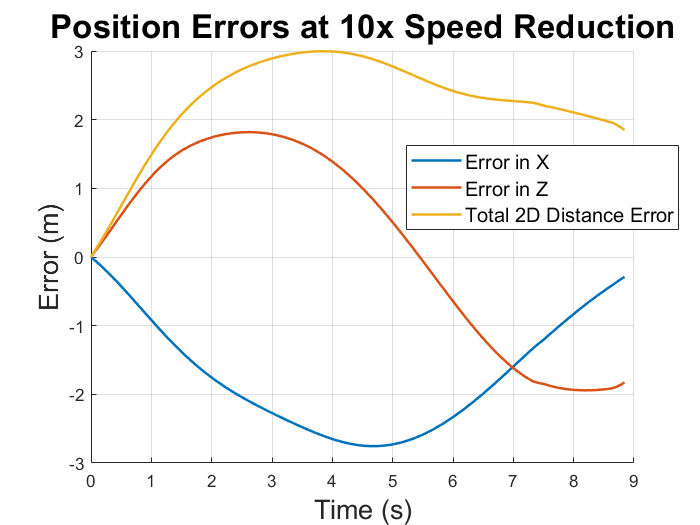 Position Errors at 10x Speed Reduction
3
2
1
0
-1
-2
-3
Error (m)
Error in X
Error in Z
Total 2D Distance Error
0 1 2 3 4 5 6 7 8 9
Time (s)